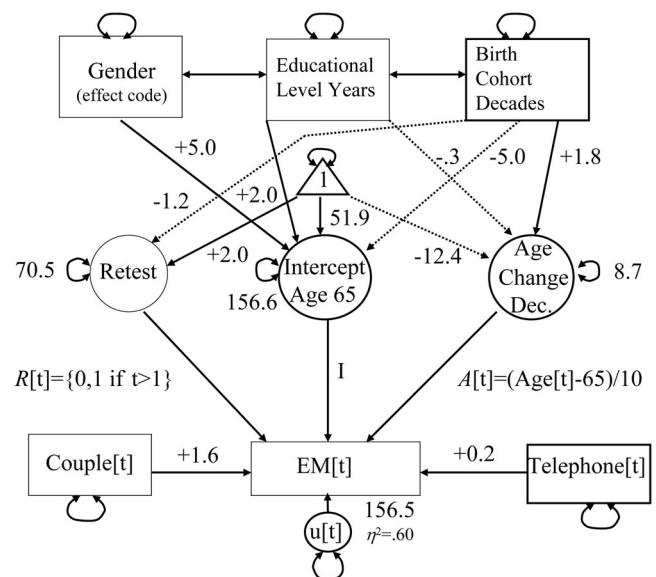 Gender
(effect code)
Educational
Level Years
Birth
Cohort
Decades
+5.0
-.3
-5.0
+1.8
-1.2
+2.0
1
51.9
+2.0
-12.4
70.5
Retest
Intercept
Age 65
156.6
Age
Change
Dec.
8.7
R[t]={0,1 if t>1}
I
A[t]=(Age[t]-65)/10
Couple[t]
+1.6
EM[t]
+0.2
Telephone[t]
156.5
u[t]
η²=.60